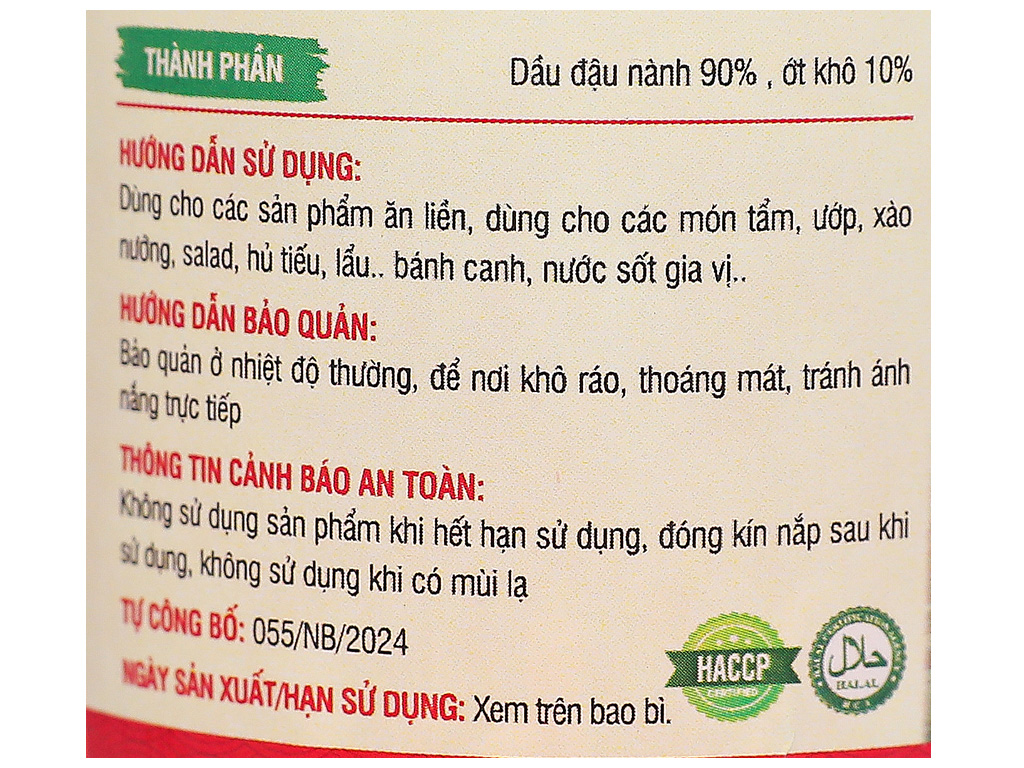 THÀNH PHẦN
Dầu đậu nành 90% , ớt khô 10%
HƯỚNG DẪN SỬ DỤNG:
Dùng cho các sản phẩm ăn liền, dùng cho các món tẩm, ướp, xào
nướng, salad, hủ tiếu, lẩu.. bánh canh, nước sốt gia vị..
HƯỚNG DẪN BẢO QUẢN:
Bảo quản ở nhiệt độ thường, để nơi khô ráo, thoáng mát, tránh ánh
nắng trực tiếp
THÔNG TIN CẢNH BÁO AN TOÀN:
Không sử dụng sản phẩm khi hết hạn sử dụng, đóng kín nắp sau khi
sử dụng, không sử dụng khi có mùi lạ
TỰ CÔNG BỐ: 055/NB/2024
NGÀY SẢN XUẤT/HẠN SỬ DỤNG: Xem trên bao bì.
HACCP
CERTIFIED
حلال
HALAL